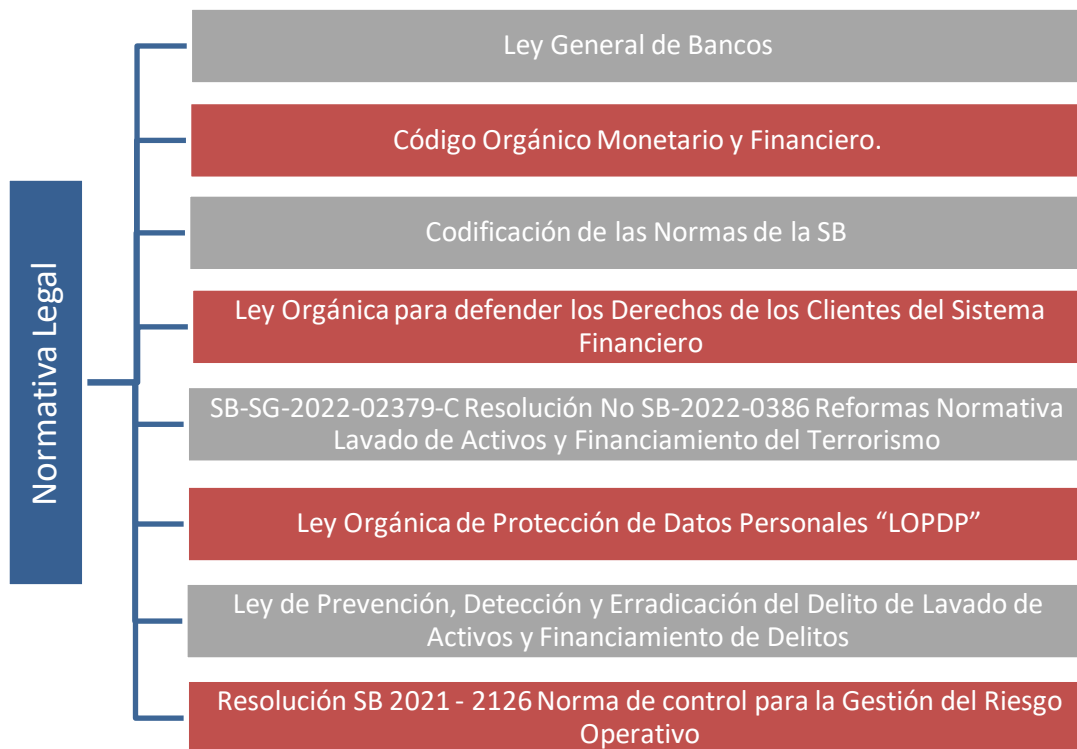 Normativa Legal
Ley General de Bancos
Código Orgánico Monetario y Financiero.
Codificación de las Normas de la SB
Ley Orgánica para defender los Derechos de los Clientes del Sistema
Financiero
SB-SG-2022-02379-C Resolución No SB-2022-0386 Reformas Normativa
Lavado de Activos y Financiamiento del Terrorismo
Ley Orgánica de Protección de Datos Personales “LOPDP”
Ley de Prevención, Detección y Erradicación del Delito de Lavado de
Activos y Financiamiento de Delitos
Resolución SB 2021 - 2126 Norma de control para la Gestión del Riesgo
Operativo